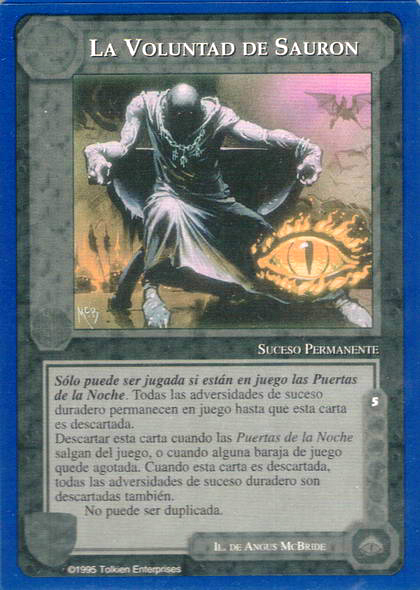 La Voluntad de Sauron
McB
Suceso Permanente
Sólo puede ser jugada si están en juego las Puertas
de la Noche. Todas las adversidades de suceso
duradero permanecen en juego hasta que esta carta
es descartada.
Descartar esta carta cuando las Puertas de la Noche
salgan del juego, o cuando alguna baraja de juego
quede agotada. Cuando esta carta es descartada,
todas las adversidades de suceso duradero son
descartadas también.
No puede ser duplicada.
5
Il. de Angus McBride
©1995 Tolkien Enterprises